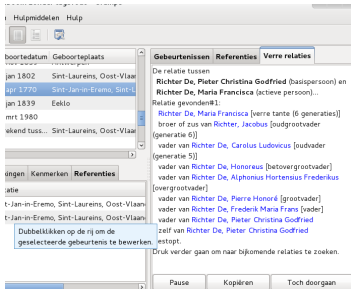 Hulpmiddelen Hulp
boortedatum Geboorteplaats
jan 1802 Sint-Laureins, Oost-Vlaan
apr 1770 Sint-Jan-in-Eremo, Sint-L
jan 1839 Eeklo
mrt 1980
ekend tuss... Sint-Laureins, Oost-Vlaan
kingen Kenmerken Referenties
atie
t-Jan-in-Eremo, Sint-Laureins, Oost-Vlaan
t-Jan-in-Eremo, Sint-Laureins, Oost-Vlaan
Dubbelklikken op de rij om de
geselecteerde gebeurtenis te bewerken.
Gebeurtenissen Referenties Verre relaties
De relatie tussen
Richter De, Pieter Christina Godfried (basispersoon) en
Richter De, Maria Francisca (actieve persoon)...
Relatie gevonden#1:
Richter De, Maria Francisca [verre tante (6 generaties)]
broer of zus van Richter, Jacobus [oudgrootvader
(generatie 6)]
vader van Richter De, Carolus Ludovicus [oudvader
(generatie 5)]
vader van Richter De, Honoreus [betovergrootvader]
vader van Richter De, Alphonius Hortensius Frederikus
[overgrootvader]
vader van Richter De, Pierre Honoré [grootvader]
vader van Richter De, Frederik Maria Frans [vader]
vader van Richter De, Pieter Christina Godfried
zelf van Richter De, Pieter Christina Godfried
estopt.
Druk verder gaan om naar bijkomende relaties te zoeken.
Pauze Kopiëren Toch doorgaan